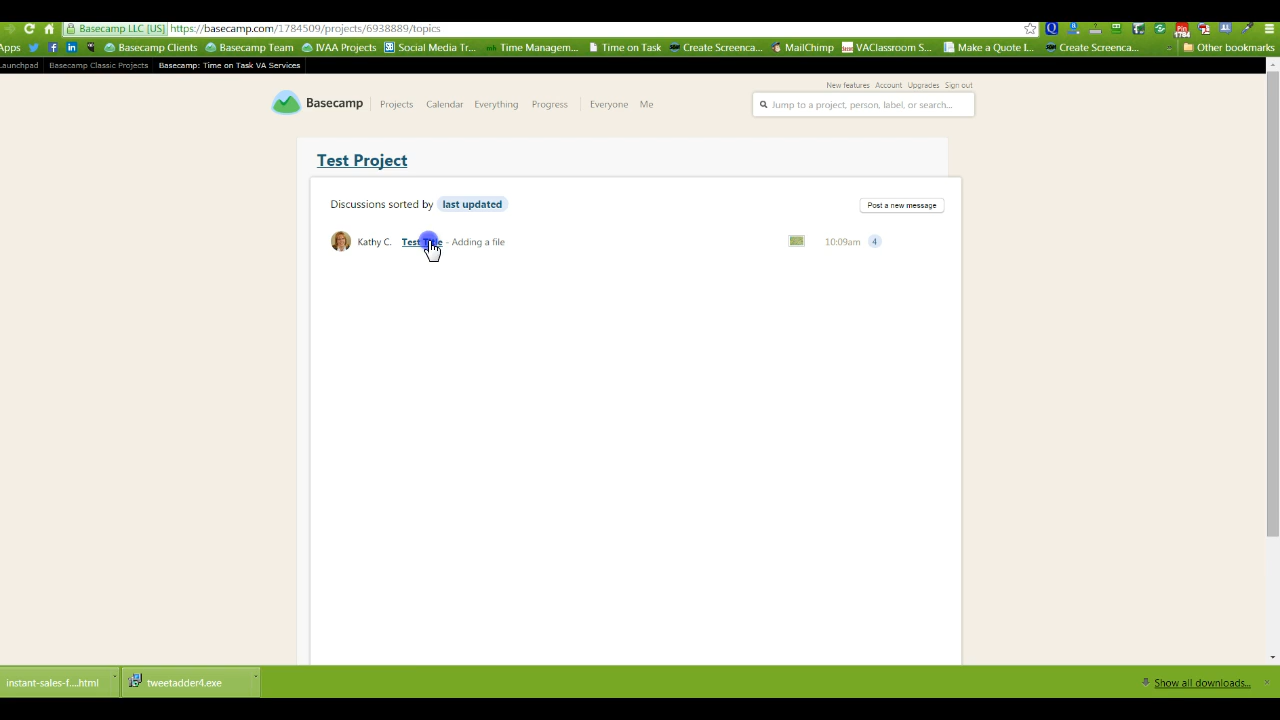 Basecamp LLC [US] https://basecamp.com/1784509/projects/6938889/topics
Apps Basecamp Clients Basecamp Team IVAA Projects Social Media Tr... Time Managem... Time on Task Create Screenca... MailChimp VAClassroom S... Make a Quote I... Create Screenca... Other bookmarks
Launchpad Basecamp Classic Projects Basecamp: Time on Task VA Services
New features Account Upgrades Sign out
Basecamp Projects Calendar Everything Progress Everyone Me Jump to a project, person, label, or search...
Test Project
Discussions sorted by last updated Post a new message
Kathy C. Test - Adding a file 10:09am 4
instant-sales-f....html tweetadder4.exe Show all downloads...